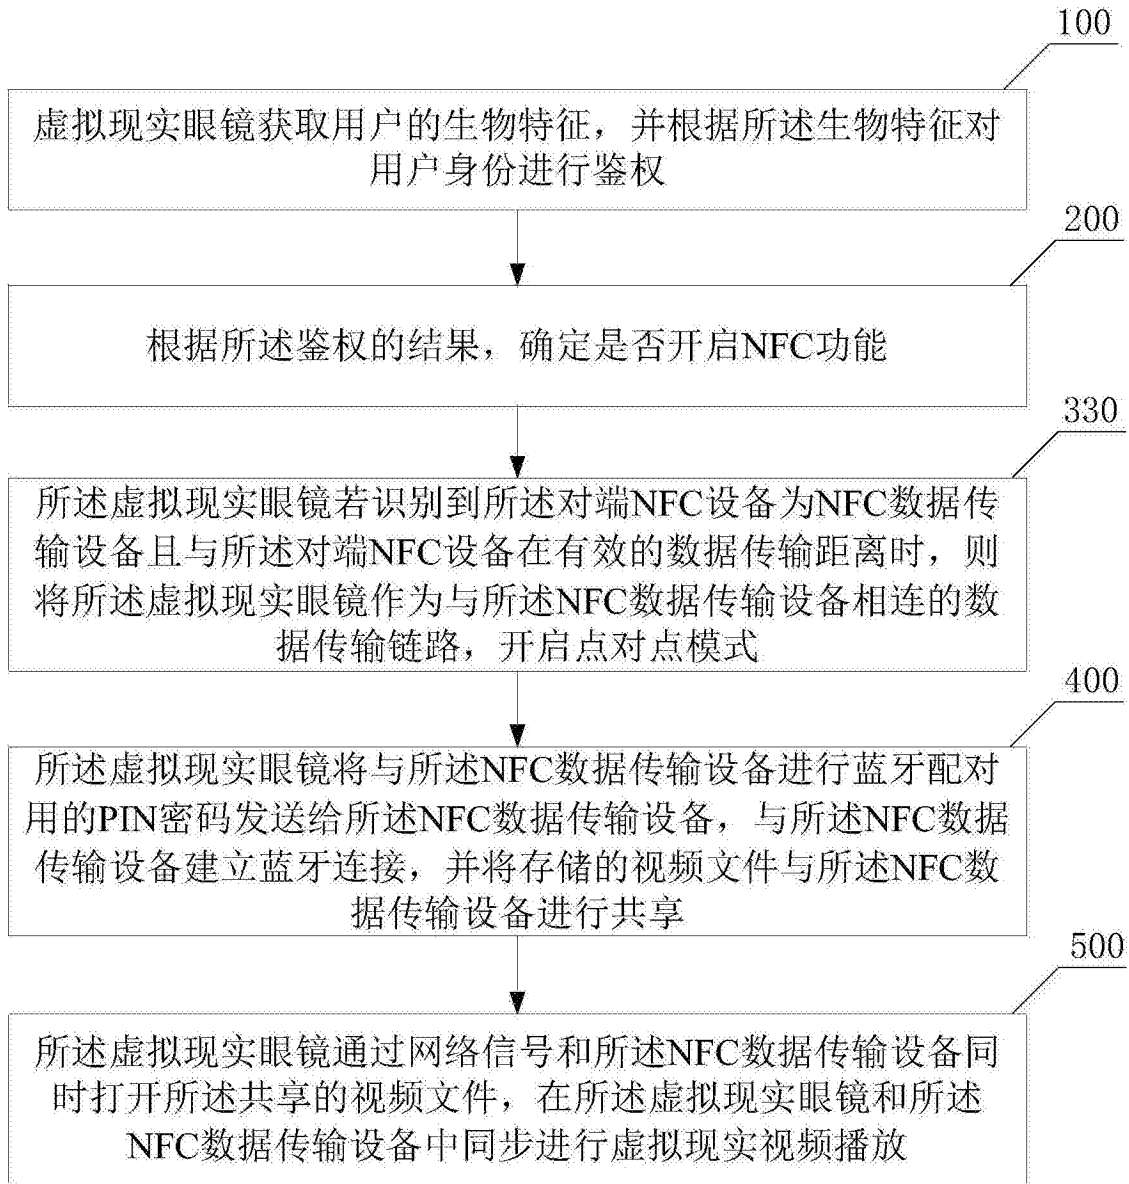 100
虚拟现实眼镜获取用户的生物特征，并根据所述生物特征对
用户身份进行鉴权
200
根据所述鉴权的结果，确定是否开启NFC功能
330
所述虚拟现实眼镜若识别到所述对端NFC设备为NFC数据传
输设备且与所述对端NFC设备在有效的数据传输距离时，则
将所述虚拟现实眼镜作为与所述NFC数据传输设备相连的数
据传输链路，开启点对点模式
400
所述虚拟现实眼镜将与所述NFC数据传输设备进行蓝牙配对
用的PIN密码发送给所述NFC数据传输设备，与所述NFC数据
传输设备建立蓝牙连接，并将存储的视频文件与所述NFC数
据传输设备进行共享
500
所述虚拟现实眼镜通过网络信号和所述NFC数据传输设备同
时打开所述共享的视频文件，在所述虚拟现实眼镜和所述
NFC数据传输设备中同步进行虚拟现实视频播放